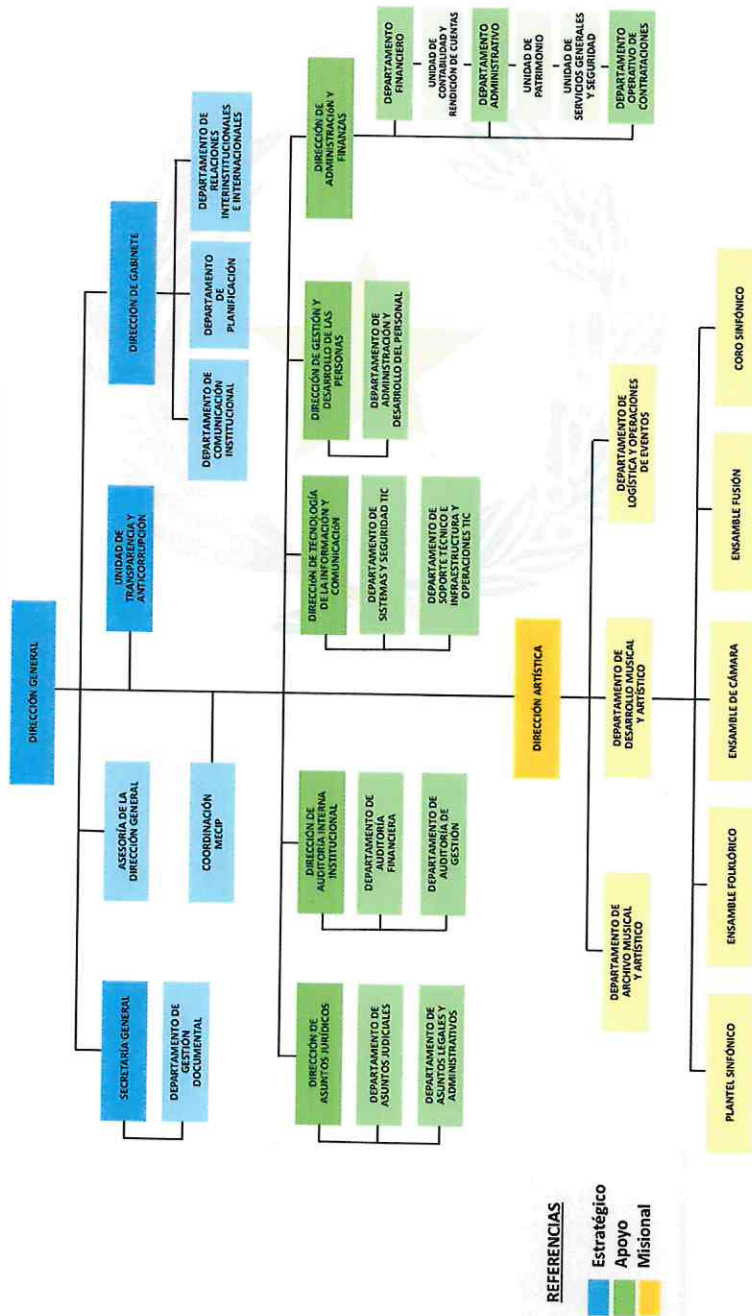 DIRECCIÓN GENERAL
UNIDAD DE
TRANSPARENCIA Y
ANTICORRUPCIÓN
ASESORÍA DE LA
DIRECCIÓN GENERAL
COORDINACIÓN
MECIP
SECRETARÍA GENERAL
DEPARTAMENTO DE
GESTIÓN
DOCUMENTAL
DIRECCIÓN DE GABINETE
DEPARTAMENTO DE
COMUNICACIÓN
INSTITUCIONAL
DEPARTAMENTO
DE
PLANIFICACIÓN
DEPARTAMENTO DE
RELACIONES
INTERINSTITUCIONALES
E INTERNACIONALES
DIRECCIÓN DE
ASUNTOS JURÍDICOS
DEPARTAMENTO DE
ASUNTOS JUDICIALES
DEPARTAMENTO DE
ASUNTOS LEGALES Y
ADMINISTRATIVOS
DIRECCIÓN DE
AUDITORÍA INTERNA
INSTITUCIONAL
DEPARTAMENTO DE
AUDITORÍA
FINANCIERA
DEPARTAMENTO DE
AUDITORÍA DE
GESTIÓN
DIRECCIÓN DE TECNOLOGÍA
DE LA INFORMACIÓN Y
COMUNICACIÓN
DEPARTAMENTO DE
SISTEMAS Y SEGURIDAD TIC
DEPARTAMENTO DE
SOPORTE TÉCNICO E
INFRAESTRUCTURA Y
OPERACIONES TIC
DIRECCIÓN DE GESTIÓN Y
DESARROLLO DE LAS
PERSONAS
DEPARTAMENTO DE
ADMINISTRACIÓN Y
DESARROLLO DEL PERSONAL
DIRECCIÓN DE
ADMINISTRACIÓN Y
FINANZAS
DEPARTAMENTO
FINANCIERO
UNIDAD DE
CONTABILIDAD Y
RENDICIÓN DE CUENTAS
DEPARTAMENTO
ADMINISTRATIVO
UNIDAD DE
PATRIMONIO
UNIDAD DE
SERVICIOS GENERALES
Y SEGURIDAD
DEPARTAMENTO
OPERATIVO DE
CONTRATACIONES
DIRECCIÓN ARTÍSTICA
DEPARTAMENTO DE
ARCHIVO MUSICAL
Y ARTÍSTICO
DEPARTAMENTO DE
DESARROLLO MUSICAL
Y ARTÍSTICO
DEPARTAMENTO DE
LOGÍSTICA Y OPERACIONES
DE EVENTOS
PLANTEL SINFÓNICO
ENSAMBLE FOLKLÓRICO
ENSAMBLE DE CÁMARA
ENSAMBLE FUSIÓN
CORO SINFÓNICO
REFERENCIAS
Estratégico
Apoyo
Misional